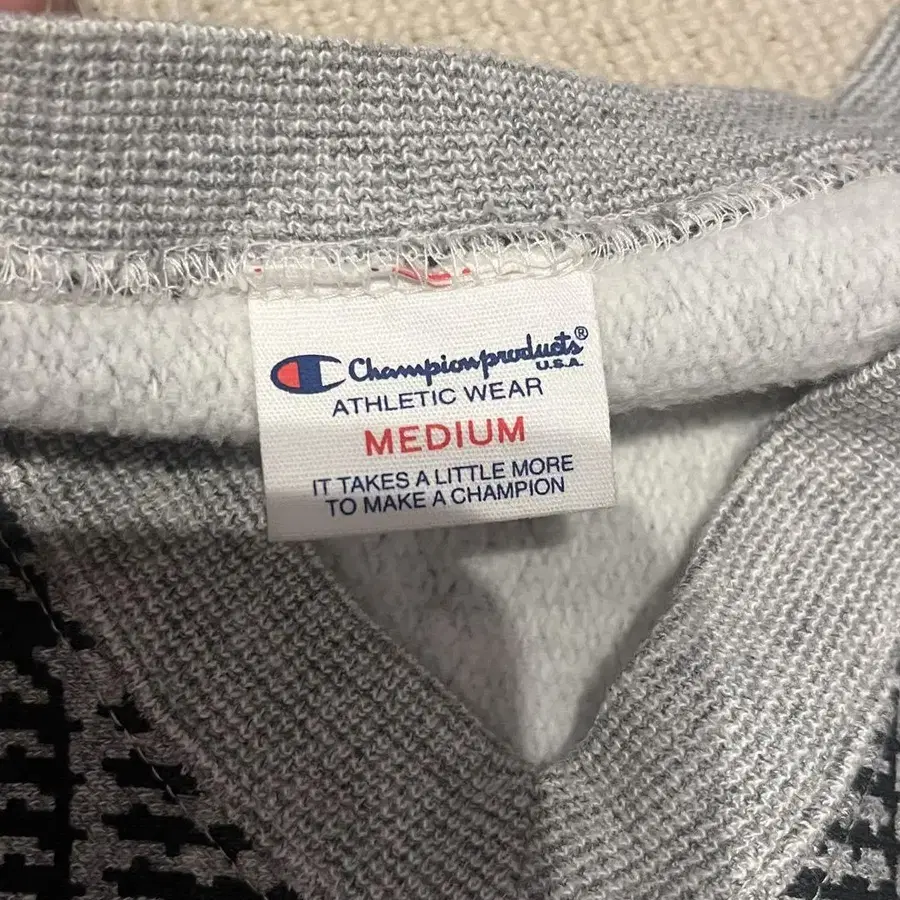 Championproducts®
U.S.A.
ATHLETIC WEAR
MEDIUM
IT TAKES A LITTLE MORE
TO MAKE A CHAMPION